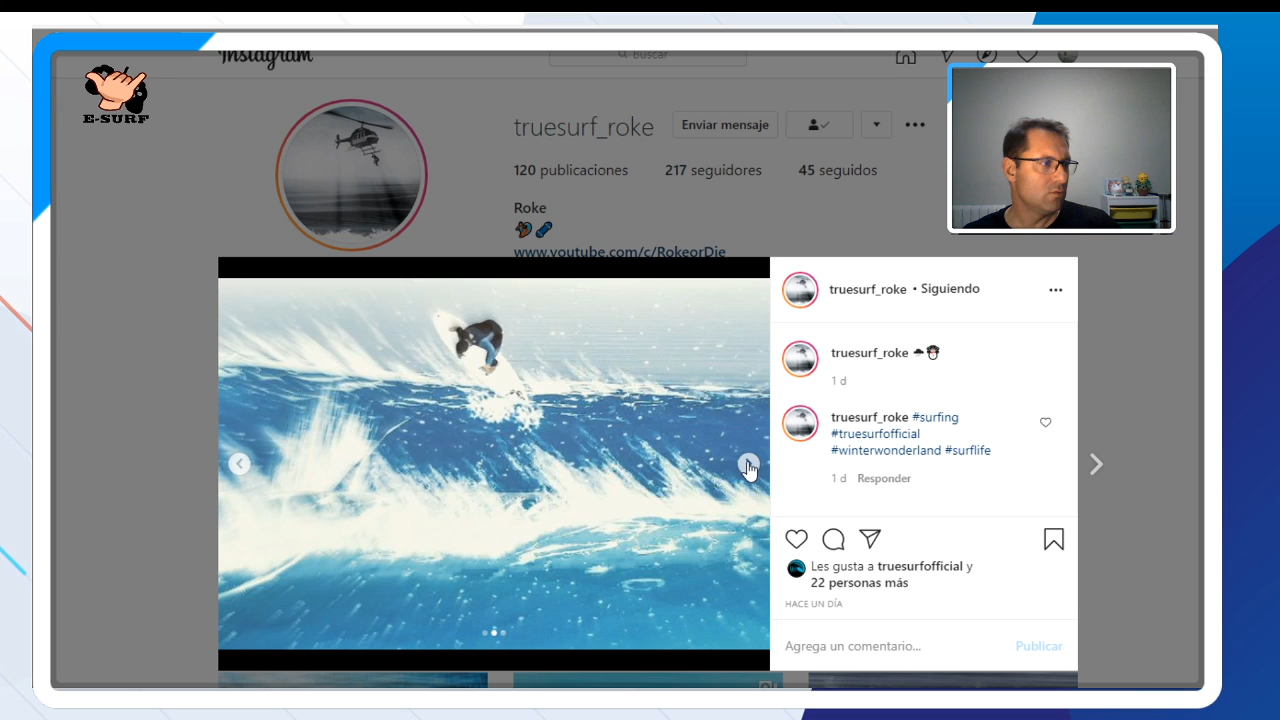 Instagram
Buscar
E-SURF
truesurf_roke
Enviar mensaje
120 publicaciones
217 seguidores
45 seguidos
Roke
www.youtube.com/c/RokeorDie
truesurf_roke • Siguiendo
truesurf_roke
1 d
truesurf_roke #surfing
#truesurfofficial
#winterwonderland #surflife
1 d Responder
Les gusta a truesurfofficial y
22 personas más
HACE UN DÍA
Agrega un comentario...
Publicar